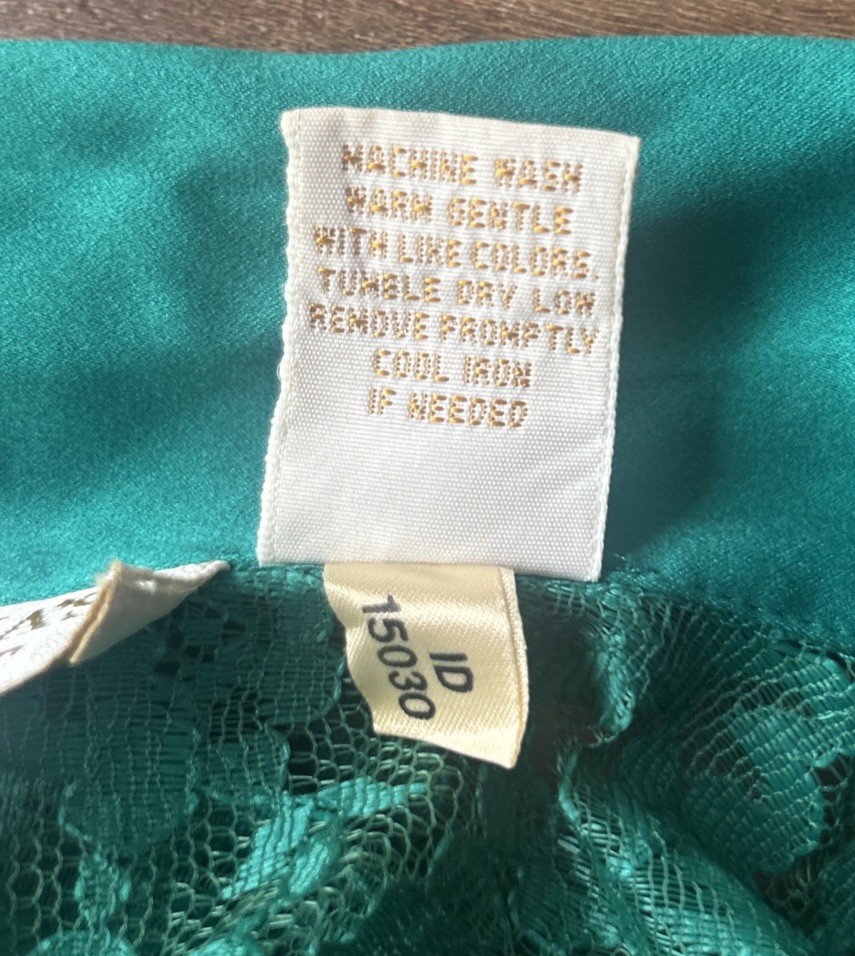 MACHINE WASH
WARM GENTLE
WITH LIKE COLORS.
TUMBLE DRY LOW
REMOVE PROMPTLY
COOL IRON
IF NEEDED
ID
15030